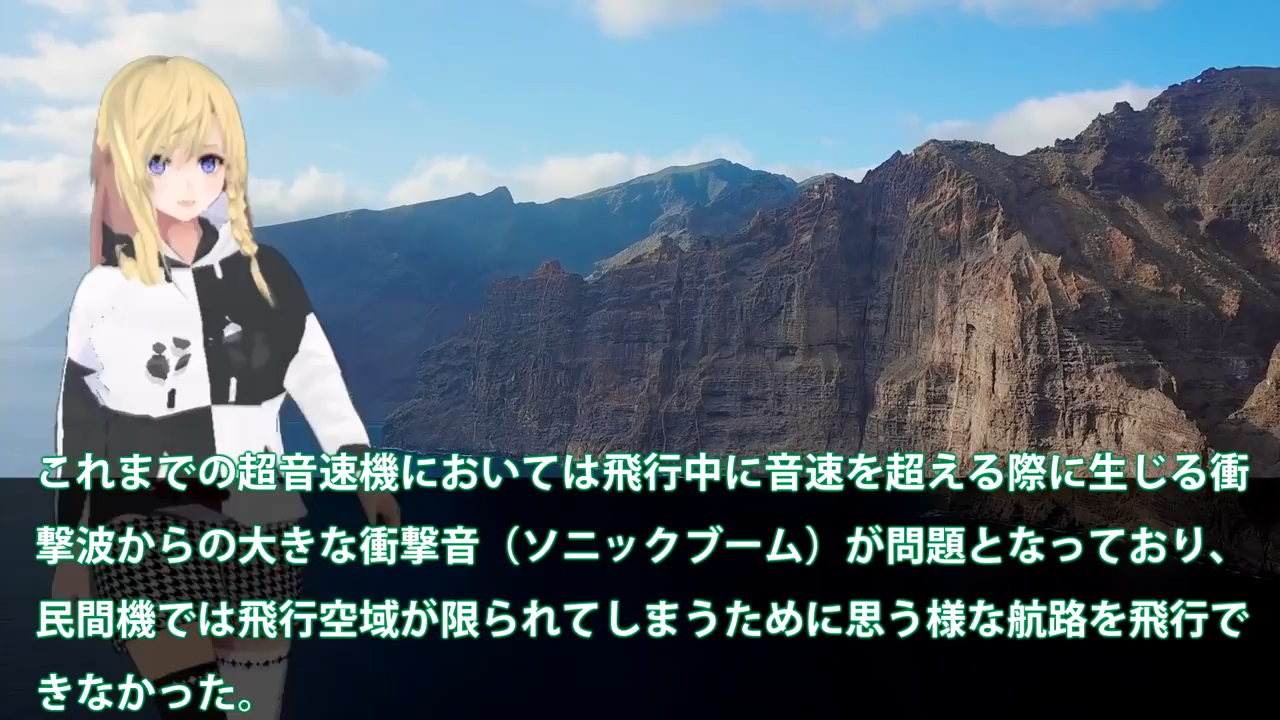 これまでの超音速機においては飛行中に音速を超える際に生じる衝
撃波からの大きな衝撃音（ソニックブーム）が問題となっており、
民間機では飛行空域が限られてしまうために思う様な航路を飛行で
きなかった。